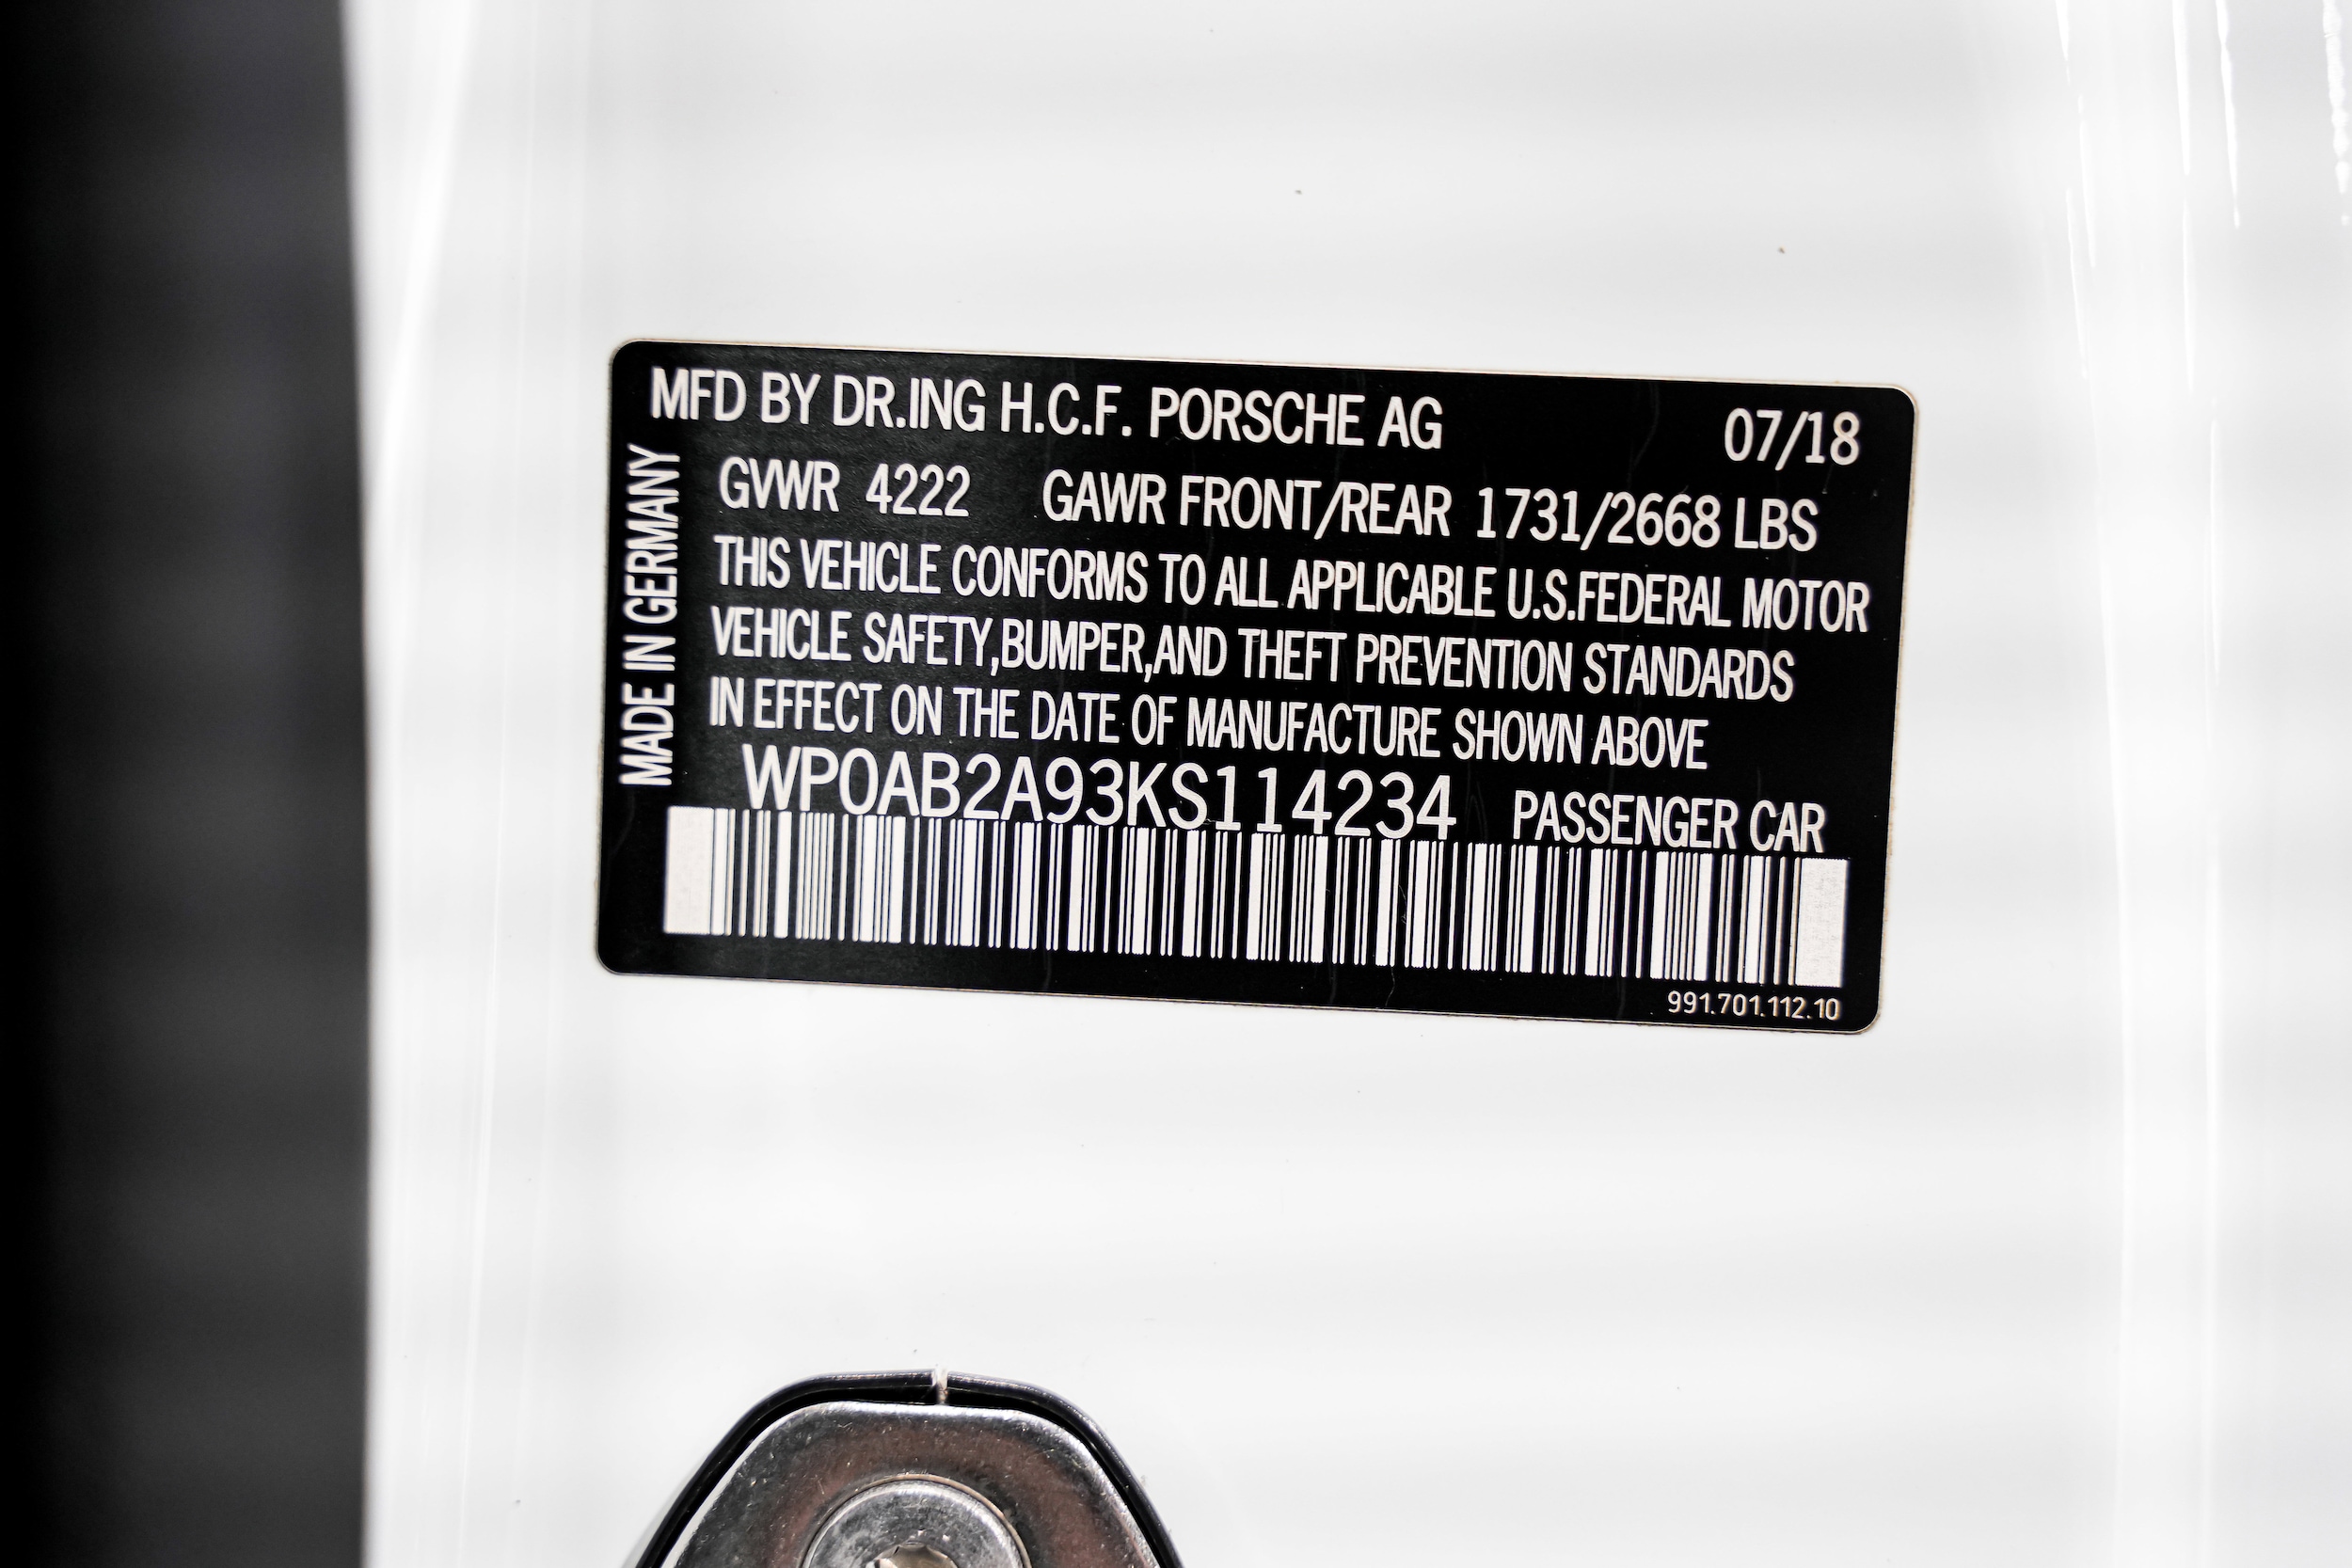 MFD BY DR.ING H.C.F. PORSCHE AG 07/18
GVWR 4222 GAWR FRONT/REAR 1731/2668 LBS
THIS VEHICLE CONFORMS TO ALL APPLICABLE U.S.FEDERAL MOTOR
VEHICLE SAFETY,BUMPER,AND THEFT PREVENTION STANDARDS
IN EFFECT ON THE DATE OF MANUFACTURE SHOWN ABOVE
WP0AB2A93KS114234 PASSENGER CAR
991.701.112.10
MADE IN GERMANY